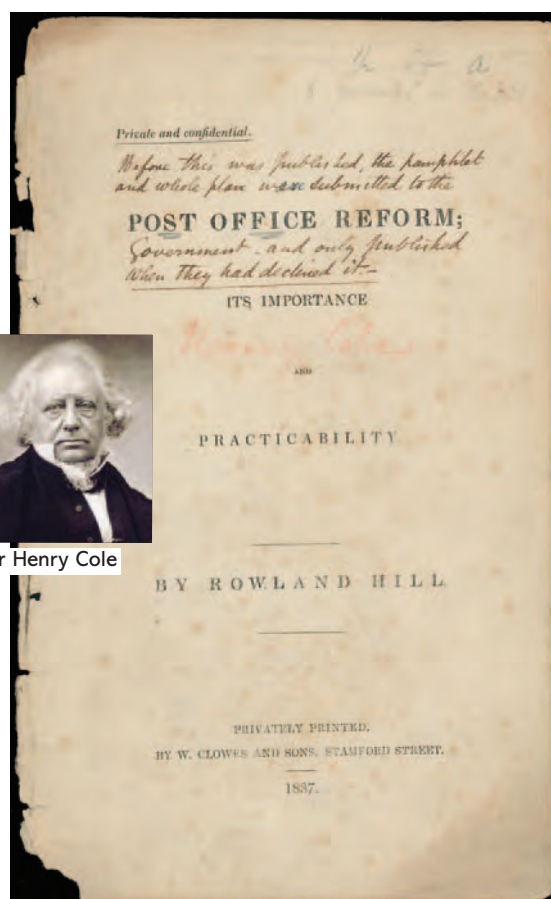 Private and confidential.
Before this was published, the pamphlet
and whole plan were submitted to the
POST OFFICE REFORM;
Government - and only published
when they had declined it. -
ITS IMPORTANCE
Henry Cole
AND
PRACTICABILITY
r Henry Cole
BY ROWLAND HILL
PRIVATELY PRINTED,
BY W. CLOWES AND SONS, STAMFORD STREET.
1837.